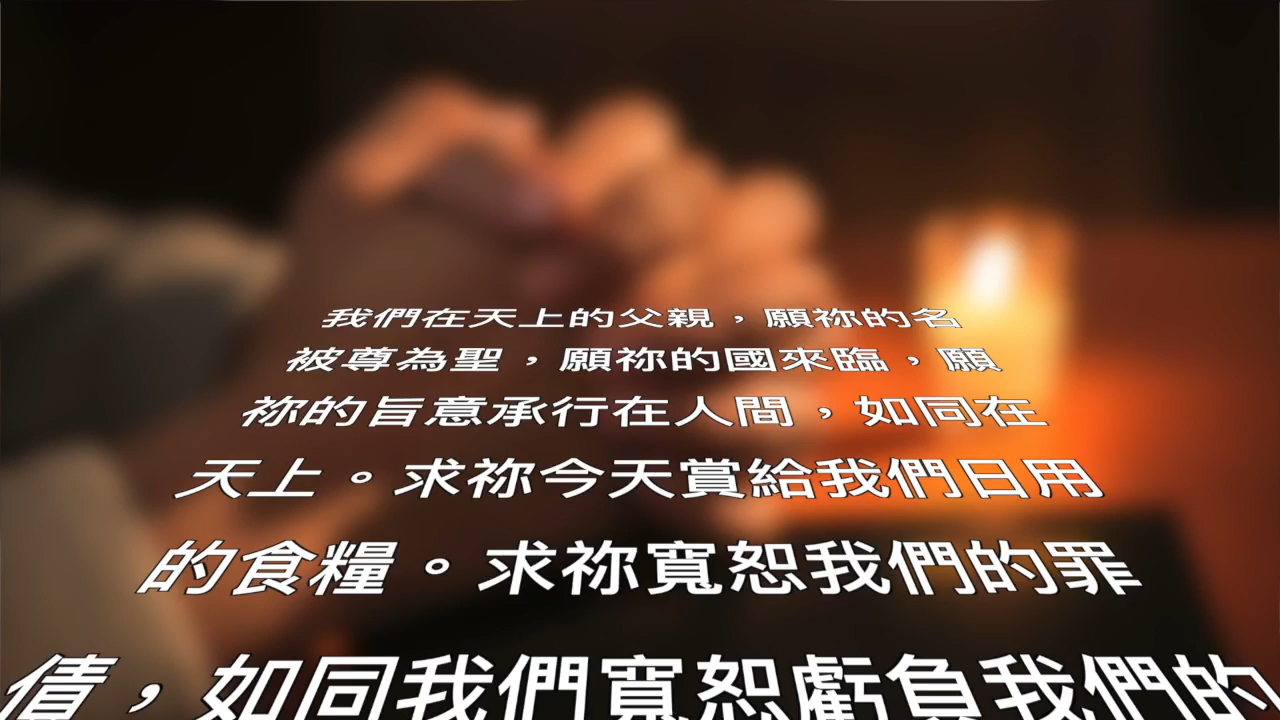 我們在天上的父親，願祢的名
被尊為聖，願祢的國來臨，願
祢的旨意承行在人間，如同在
天上。求祢今天賞給我們日用
的食糧。求祢寬恕我們的罪
債，如同我們寬恕虧負我們的